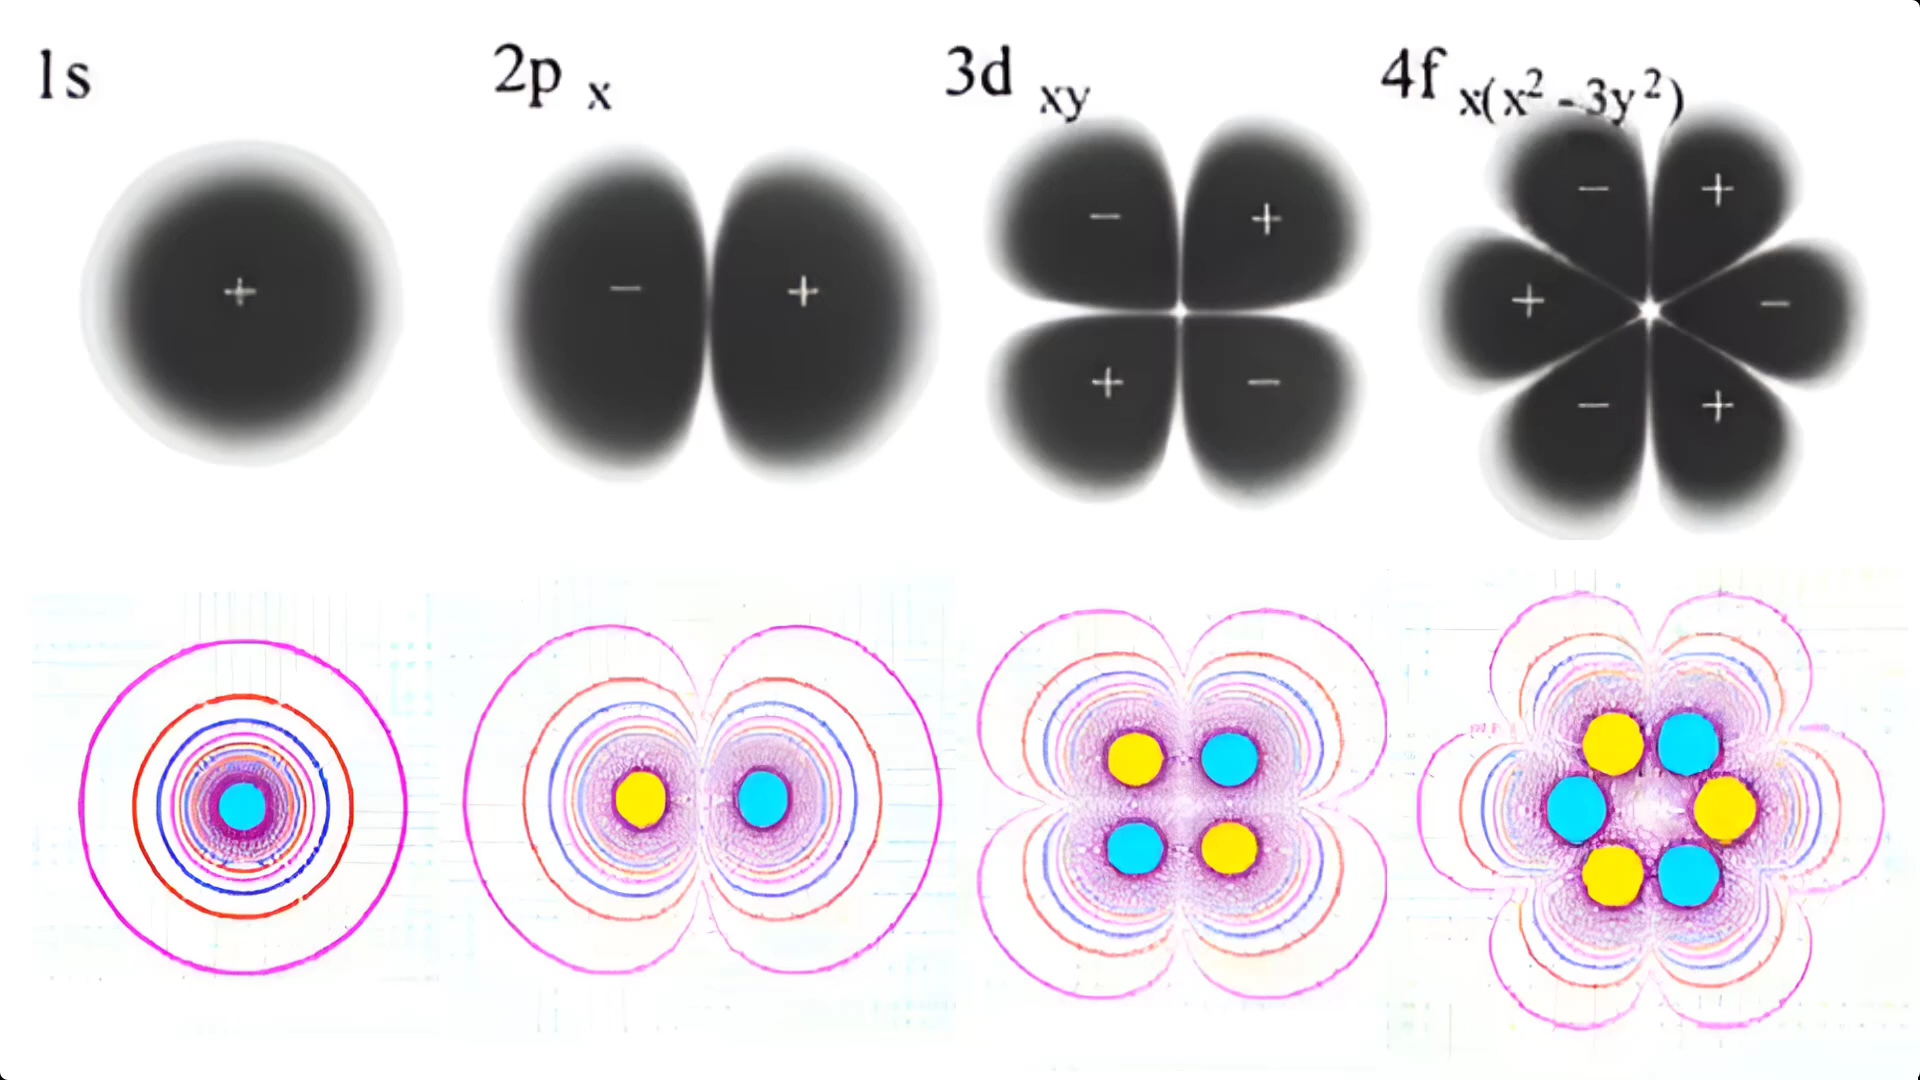 1s
2p x
3d xy
4f x(x² - 3y²)
+
− +
− +
+ −
− +
+ −
− +